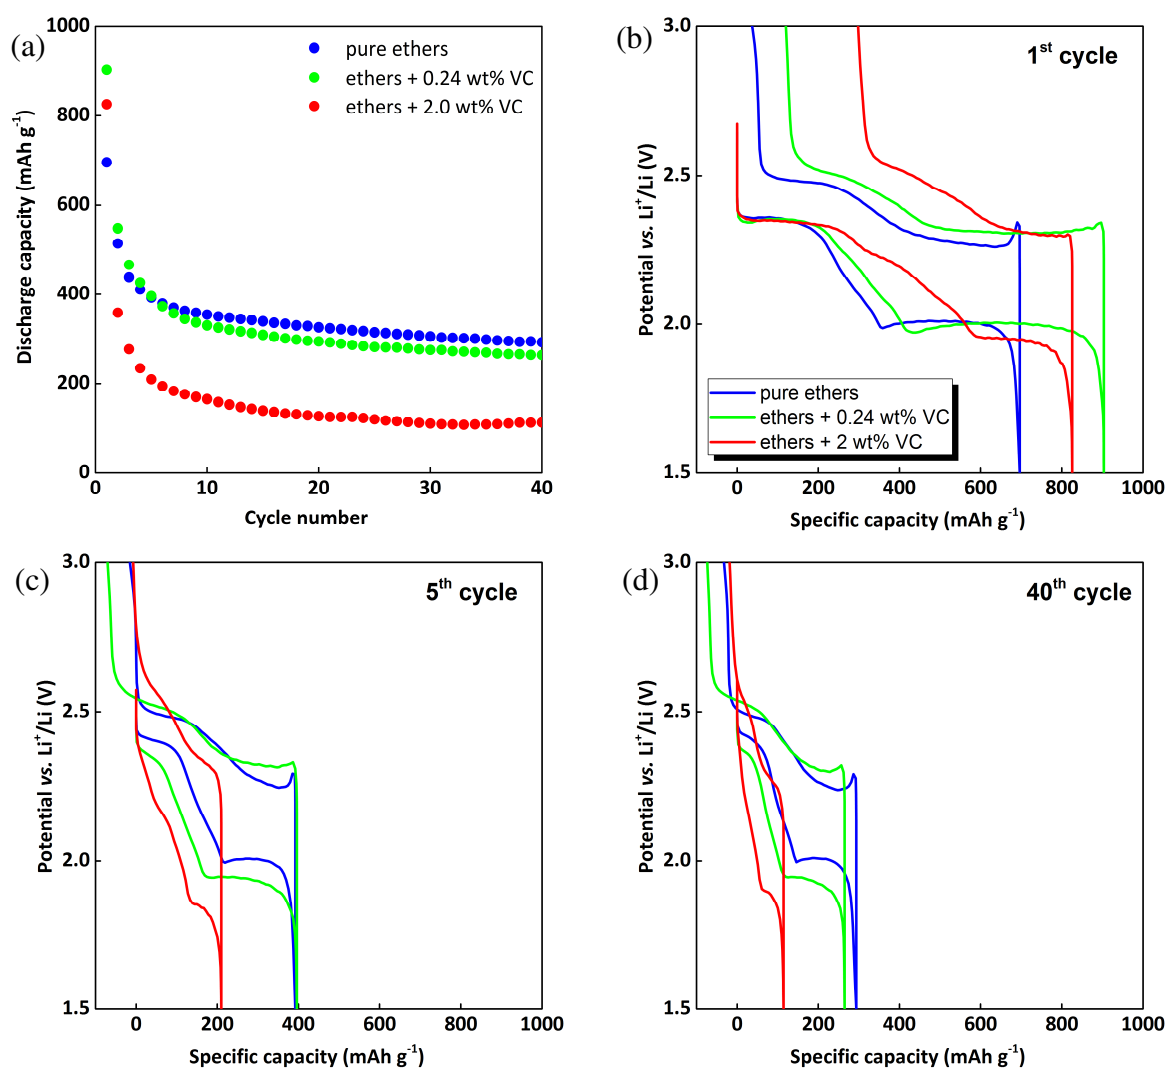 (a)
1000
800
600
400
200
0
0 10 20 30 40
Discharge capacity (mAh g⁻¹)
Cycle number
pure ethers
ethers + 0.24 wt% VC
ethers + 2.0 wt% VC
(b)
1ˢᵗ cycle
3.0
2.5
2.0
1.5
0 200 400 600 800 1000
Potential vs. Li⁺/Li (V)
Specific capacity (mAh g⁻¹)
pure ethers
ethers + 0.24 wt% VC
ethers + 2 wt% VC
(c)
5ᵗʰ cycle
3.0
2.5
2.0
1.5
0 200 400 600 800 1000
Potential vs. Li⁺/Li (V)
Specific capacity (mAh g⁻¹)
(d)
40ᵗʰ cycle
3.0
2.5
2.0
1.5
0 200 400 600 800 1000
Potential vs. Li⁺/Li (V)
Specific capacity (mAh g⁻¹)